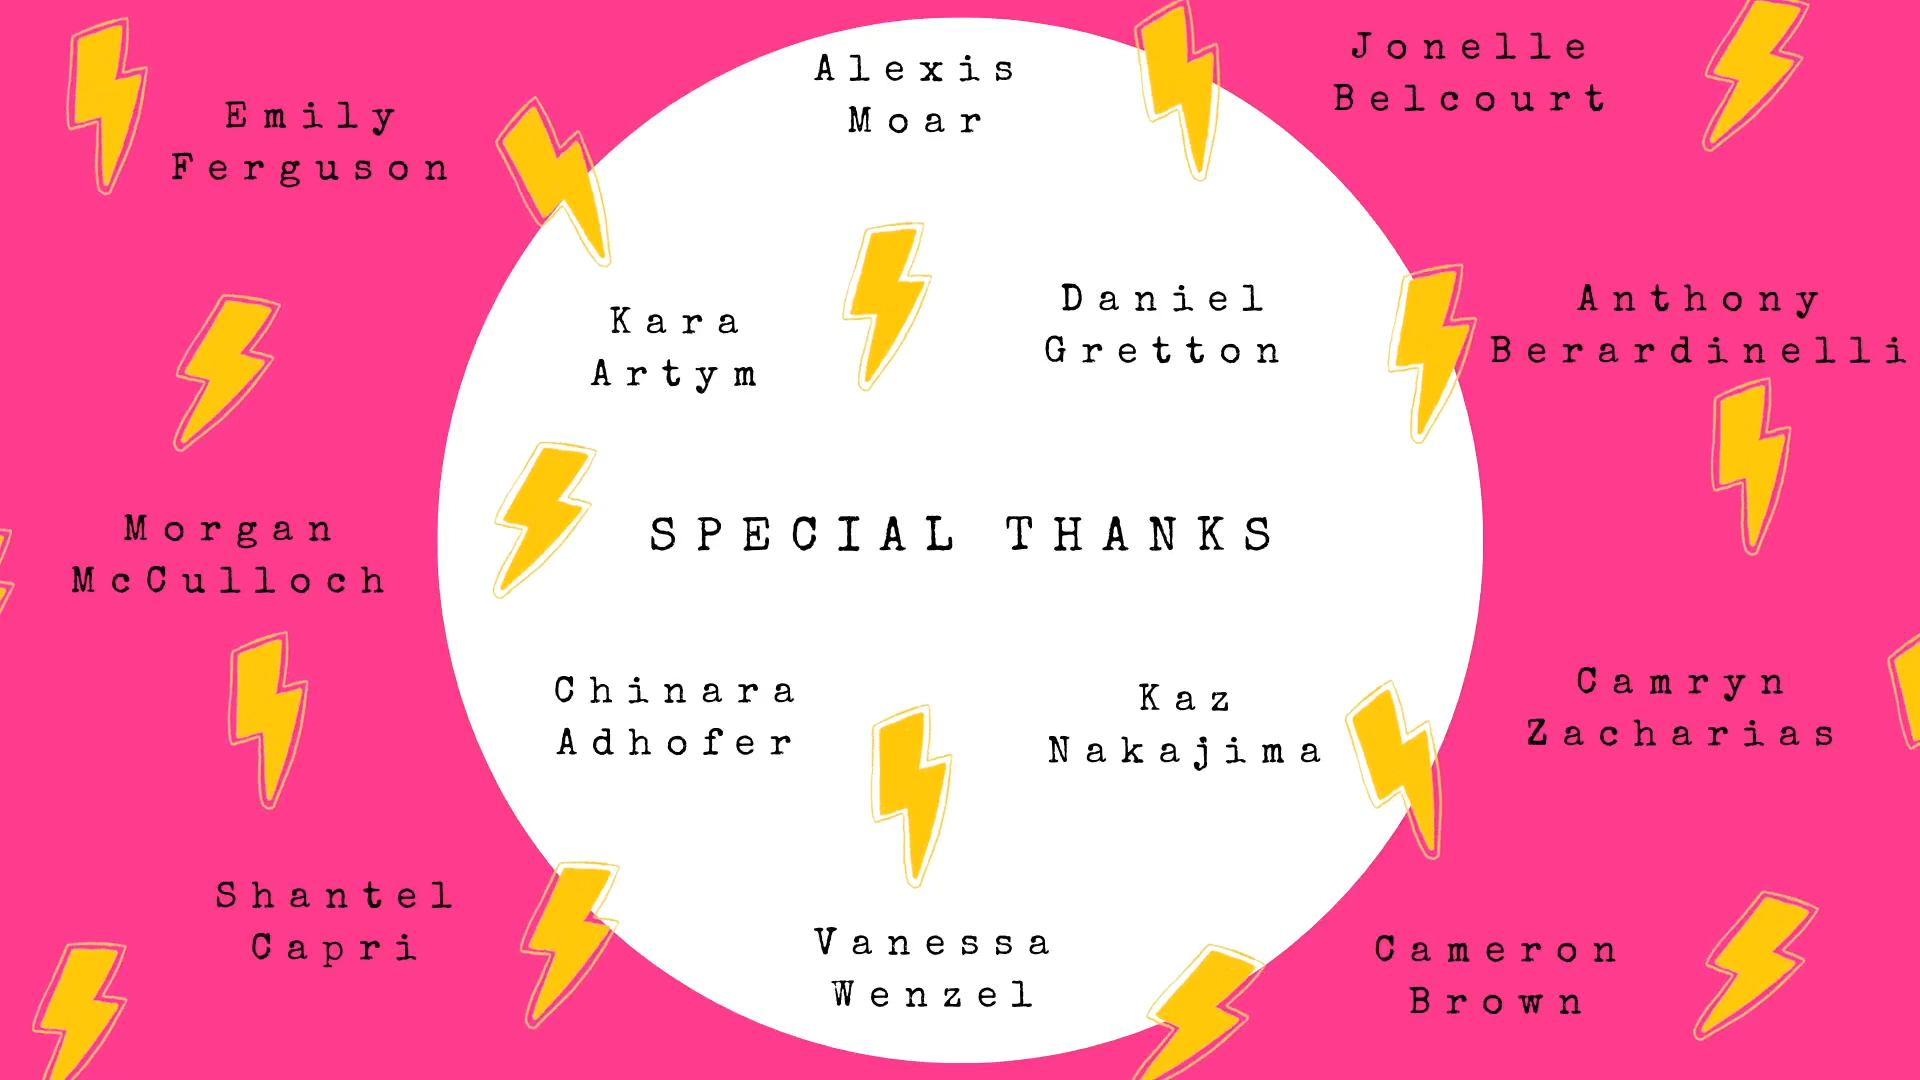 Alexis
Moar
Jonelle
Belcourt
Emily
Ferguson
Kara
Artym
Daniel
Gretton
Anthony
Berardinelli
Morgan
McCulloch
SPECIAL THANKS
Chinara
Adhofer
Kaz
Nakajima
Camryn
Zacharias
Shantel
Capri
Vanessa
Wenzel
Cameron
Brown